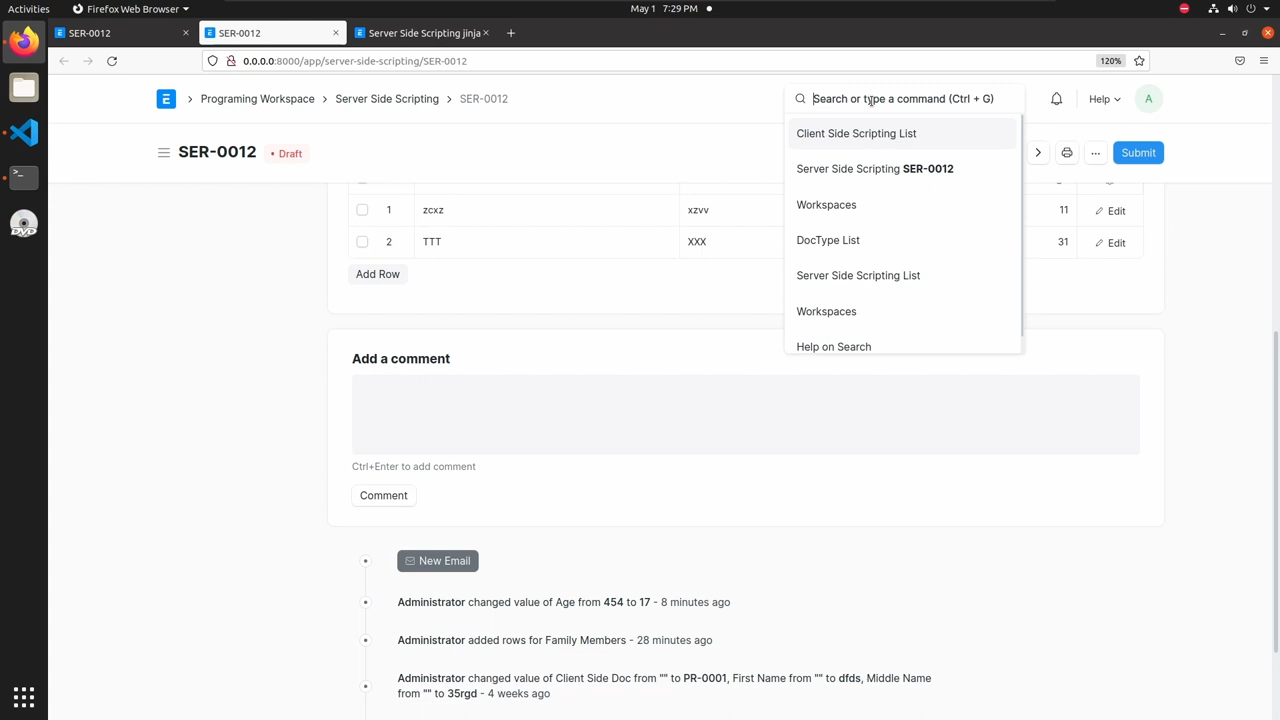 Activities
Firefox Web Browser
May 1 7:29 PM
SER-0012
SER-0012
Server Side Scripting jinja
0.0.0.0:8000/app/server-side-scripting/SER-0012
120%
E
Programing Workspace
Server Side Scripting
SER-0012
Search or type a command (Ctrl + G)
Help
A
SER-0012
Draft
Submit
Client Side Scripting List
Server Side Scripting SER-0012
Workspaces
DocType List
Server Side Scripting List
Workspaces
Help on Search
1 zcxz xzvv 11 Edit
2 TTT XXX 31 Edit
Add Row
Add a comment
Ctrl+Enter to add comment
Comment
New Email
Administrator changed value of Age from 454 to 17 - 8 minutes ago
Administrator added rows for Family Members - 28 minutes ago
Administrator changed value of Client Side Doc from "" to PR-0001, First Name from "" to dfds, Middle Name
from "" to 35rgd - 4 weeks ago
DVD